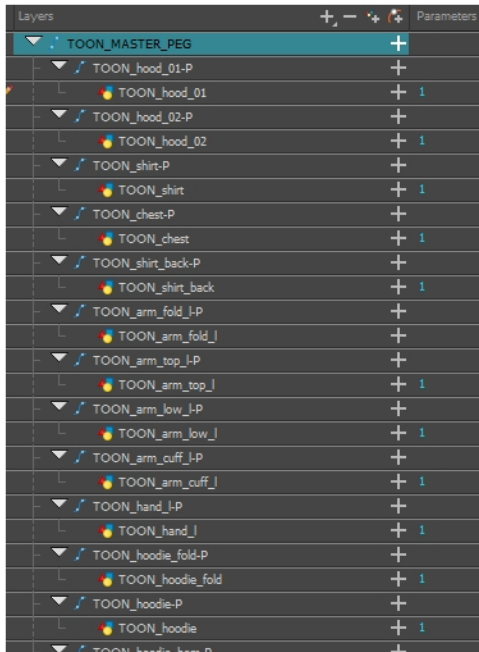 Layers Parameters
TOON_MASTER_PEG
TOON_hood_01-P
TOON_hood_01 1
TOON_hood_02-P
TOON_hood_02 1
TOON_shirt-P
TOON_shirt 1
TOON_chest-P
TOON_chest 1
TOON_shirt_back-P
TOON_shirt_back 1
TOON_arm_fold_l-P
TOON_arm_fold_l
TOON_arm_top_l-P
TOON_arm_top_l 1
TOON_arm_low_l-P
TOON_arm_low_l 1
TOON_arm_cuff_l-P
TOON_arm_cuff_l 1
TOON_hand_l-P
TOON_hand_l 1
TOON_hoodie_fold-P
TOON_hoodie_fold 1
TOON_hoodie-P
TOON_hoodie 1
TOON_hoodie_hem-P